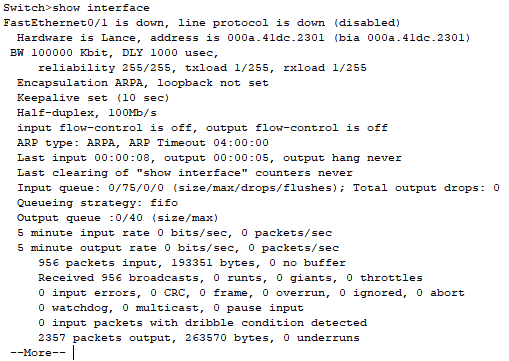 Switch>show interface
FastEthernet0/1 is down, line protocol is down (disabled)
Hardware is Lance, address is 000a.41dc.2301 (bia 000a.41dc.2301)
BW 100000 Kbit, DLY 1000 usec,
reliability 255/255, txload 1/255, rxload 1/255
Encapsulation ARPA, loopback not set
Keepalive set (10 sec)
Half-duplex, 100Mb/s
input flow-control is off, output flow-control is off
ARP type: ARPA, ARP Timeout 04:00:00
Last input 00:00:08, output 00:00:05, output hang never
Last clearing of "show interface" counters never
Input queue: 0/75/0/0 (size/max/drops/flushes); Total output drops: 0
Queueing strategy: fifo
Output queue :0/40 (size/max)
5 minute input rate 0 bits/sec, 0 packets/sec
5 minute output rate 0 bits/sec, 0 packets/sec
956 packets input, 193351 bytes, 0 no buffer
Received 956 broadcasts, 0 runts, 0 giants, 0 throttles
0 input errors, 0 CRC, 0 frame, 0 overrun, 0 ignored, 0 abort
0 watchdog, 0 multicast, 0 pause input
0 input packets with dribble condition detected
2357 packets output, 263570 bytes, 0 underruns
--More--